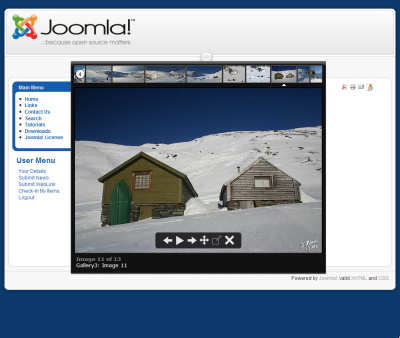 Joomla!™
...because open source matters
Main Menu
Home
Links
Contact Us
Search
Tutorials
Downloads
Joomla License
User Menu
Your Details
Submit News
Submit WebLink
Check-In My Items
Logout
Image 11 of 13
Gallery3: Image 11
Powered by Joomla! valid XHTML and CSS.